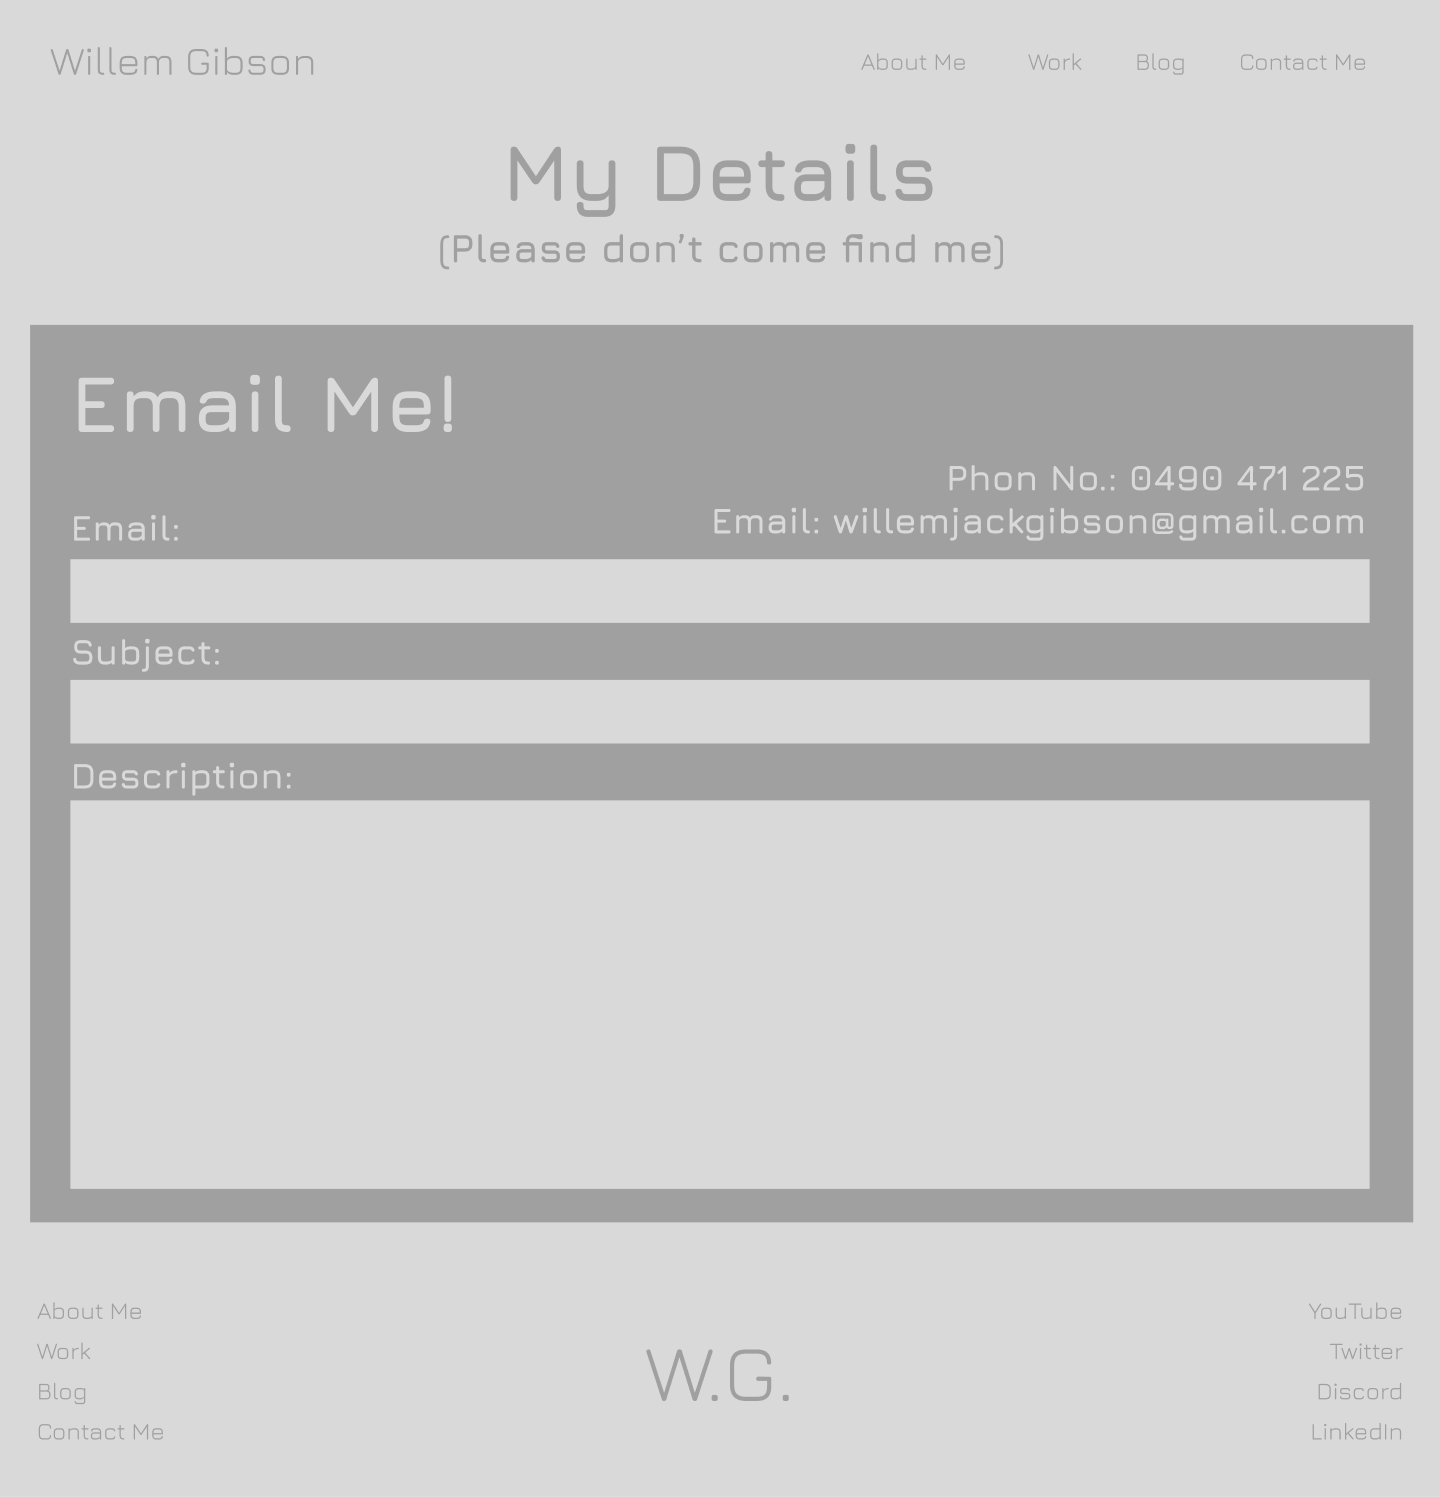 Willem Gibson
About Me Work Blog Contact Me
My Details
(Please don’t come find me)
Email Me!
Phon No.: 0490 471 225
Email: willemjackgibson@gmail.com
Email:
Subject:
Description:
About Me
Work
Blog
Contact Me
W.G.
YouTube
Twitter
Discord
LinkedIn